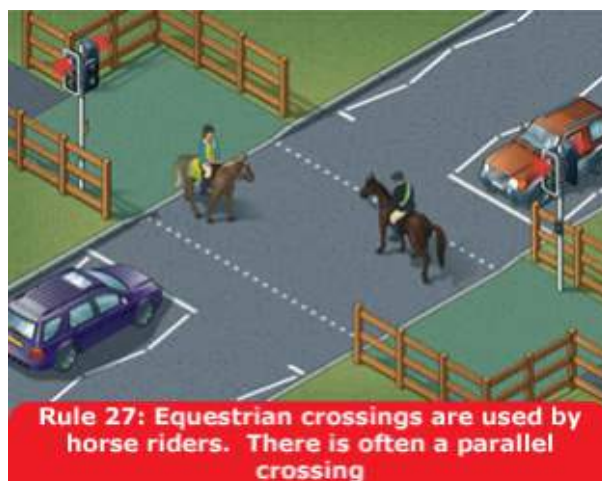 Rule 27: Equestrian crossings are used by
horse riders.  There is often a parallel
crossing